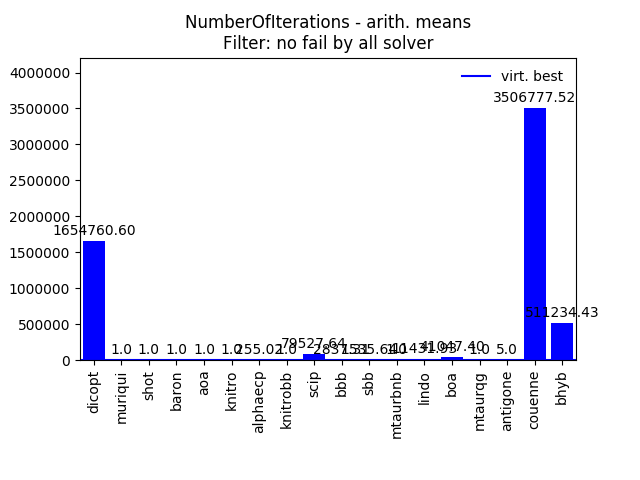 NumberOfIterations - arith. means
Filter: no fail by all solver
virt. best
4000000
3500000
3000000
2500000
2000000
1500000
1000000
500000
0
1654760.60
1.0
1.0
1.0
1.0
1.0
255.02
1.0
79527.64
1.0
41047.40
1.0
5.0
3506777.52
511234.43
dicopt
muriqui
shot
baron
aoa
knitro
alphaecp
knitrobb
scip
bbb
sbb
mtaurbnb
lindo
boa
mtaurqg
antigone
couenne
bhyb